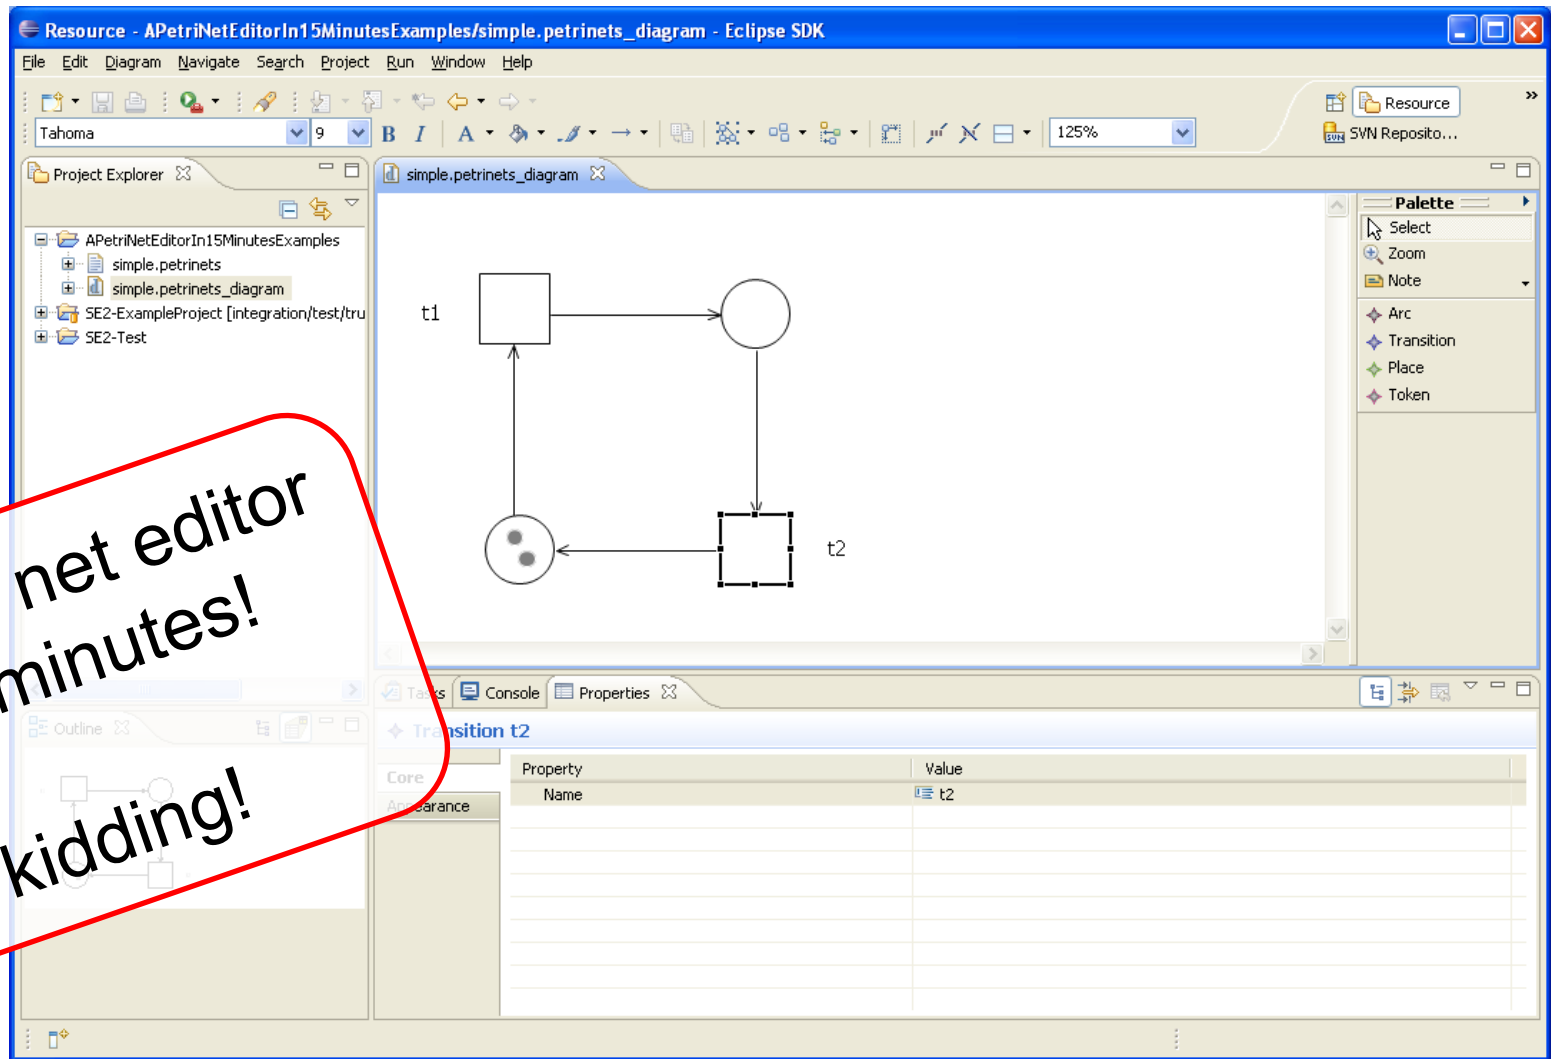 Resource - APetriNetEditorIn15MinutesExamples/simple.petrinets_diagram - Eclipse SDK
File Edit Diagram Navigate Search Project Run Window Help
Resource
»
Tahoma 9 B I A 125%
SVN Reposito...
Project Explorer
simple.petrinets_diagram
Palette
Select
Zoom
Note
Arc
Transition
Place
Token
APetriNetEditorIn15MinutesExamples
simple.petrinets
simple.petrinets_diagram
SE2-ExampleProject [integration/test/tru
SE2-Test
t1
t2
net editor
minutes!
kidding!
Tasks Console Properties
Outline
Transition t2
Core
Appearance
Property Value
Name t2